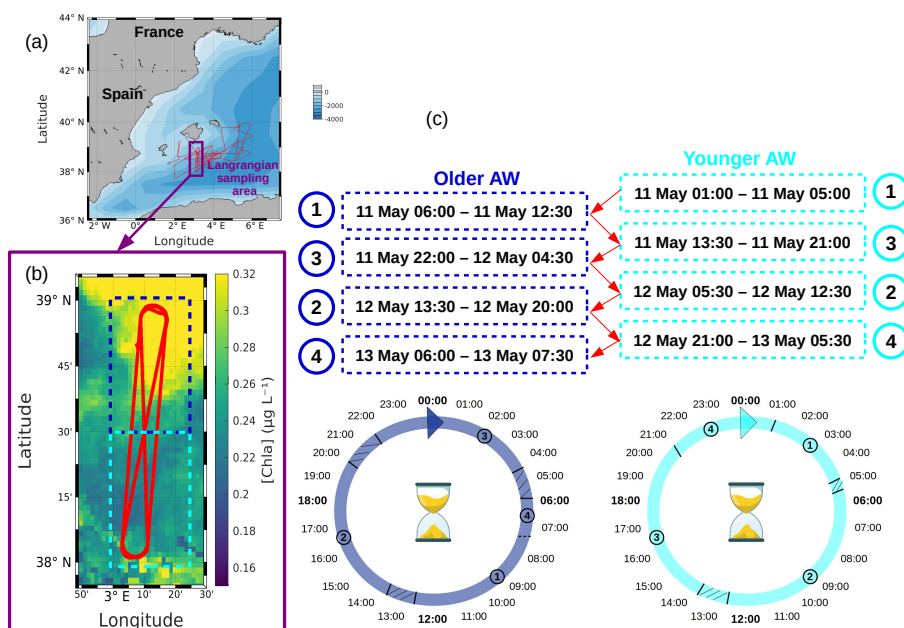 (a)
44° N
42° N
40° N
38° N
36° N
Latitude
France
Spain
Langrangian
sampling
area
2° W
0° E
2° E
4° E
6° E
Longitude
0
-2000
-4000
(b)
39° N
45'
30'
15'
38° N
Latitude
50'
3° E
10'
20'
30'
Longitude
0.32
0.30
0.28
0.26
0.24
0.22
0.2
0.18
0.16
[Chla] (µg L⁻¹)
(c)
Older AW
1 11 May 06:00 – 11 May 12:30
3 11 May 22:00 – 12 May 04:30
2 12 May 13:30 – 12 May 20:00
4 13 May 06:00 – 13 May 07:30
Younger AW
11 May 01:00 – 11 May 05:00 1
11 May 13:30 – 11 May 21:00 3
12 May 05:30 – 12 May 12:30 2
12 May 21:00 – 13 May 05:30 4
00:00
01:00
02:00
03:00
04:00
05:00
06:00
07:00
08:00
09:00
10:00
11:00
12:00
13:00
14:00
15:00
16:00
17:00
18:00
19:00
20:00
21:00
22:00
23:00
3
4
1
2
00:00
01:00
02:00
03:00
04:00
05:00
06:00
07:00
08:00
09:00
10:00
11:00
12:00
13:00
14:00
15:00
16:00
17:00
18:00
19:00
20:00
21:00
22:00
23:00
1
2
3
4